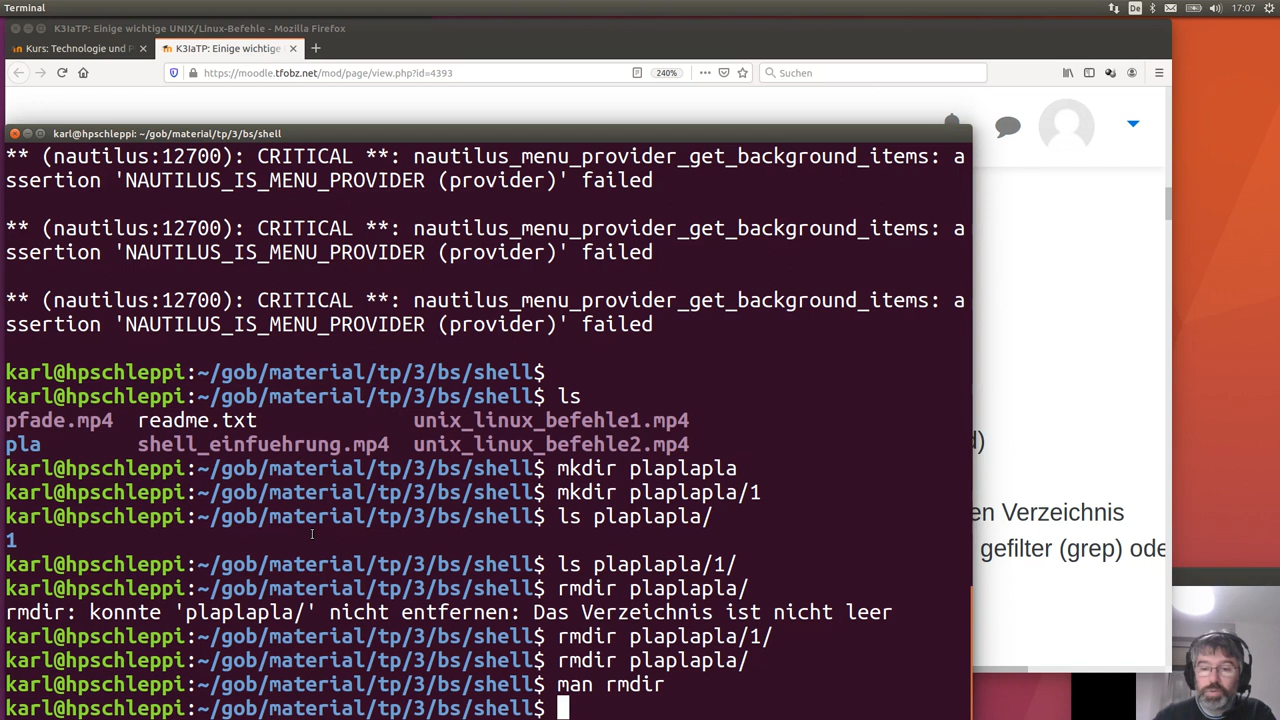 Terminal
De
17:07
K3IaTP: Einige wichtige UNIX/Linux-Befehle - Mozilla Firefox
Kurs: Technologie und P
K3IaTP: Einige wichtige
https://moodle.tfobz.net/mod/page/view.php?id=4393
240%
Suchen
karl@hpschleppi: ~/gob/material/tp/3/bs/shell
** (nautilus:12700): CRITICAL **: nautilus_menu_provider_get_background_items: a
ssertion 'NAUTILUS_IS_MENU_PROVIDER (provider)' failed
** (nautilus:12700): CRITICAL **: nautilus_menu_provider_get_background_items: a
ssertion 'NAUTILUS_IS_MENU_PROVIDER (provider)' failed
** (nautilus:12700): CRITICAL **: nautilus_menu_provider_get_background_items: a
ssertion 'NAUTILUS_IS_MENU_PROVIDER (provider)' failed
karl@hpschleppi:~/gob/material/tp/3/bs/shell$
karl@hpschleppi:~/gob/material/tp/3/bs/shell$ ls
pfade.mp4 readme.txt unix_linux_befehle1.mp4
pla shell_einfuehrung.mp4 unix_linux_befehle2.mp4
karl@hpschleppi:~/gob/material/tp/3/bs/shell$ mkdir plaplapla
karl@hpschleppi:~/gob/material/tp/3/bs/shell$ mkdir plaplapla/1
karl@hpschleppi:~/gob/material/tp/3/bs/shell$ ls plaplapla/
1
karl@hpschleppi:~/gob/material/tp/3/bs/shell$ ls plaplapla/1/
karl@hpschleppi:~/gob/material/tp/3/bs/shell$ rmdir plaplapla/
rmdir: konnte 'plaplapla/' nicht entfernen: Das Verzeichnis ist nicht leer
karl@hpschleppi:~/gob/material/tp/3/bs/shell$ rmdir plaplapla/1/
karl@hpschleppi:~/gob/material/tp/3/bs/shell$ rmdir plaplapla/
karl@hpschleppi:~/gob/material/tp/3/bs/shell$ man rmdir
karl@hpschleppi:~/gob/material/tp/3/bs/shell$
d)
en Verzeichnis
gefilter (grep) ode